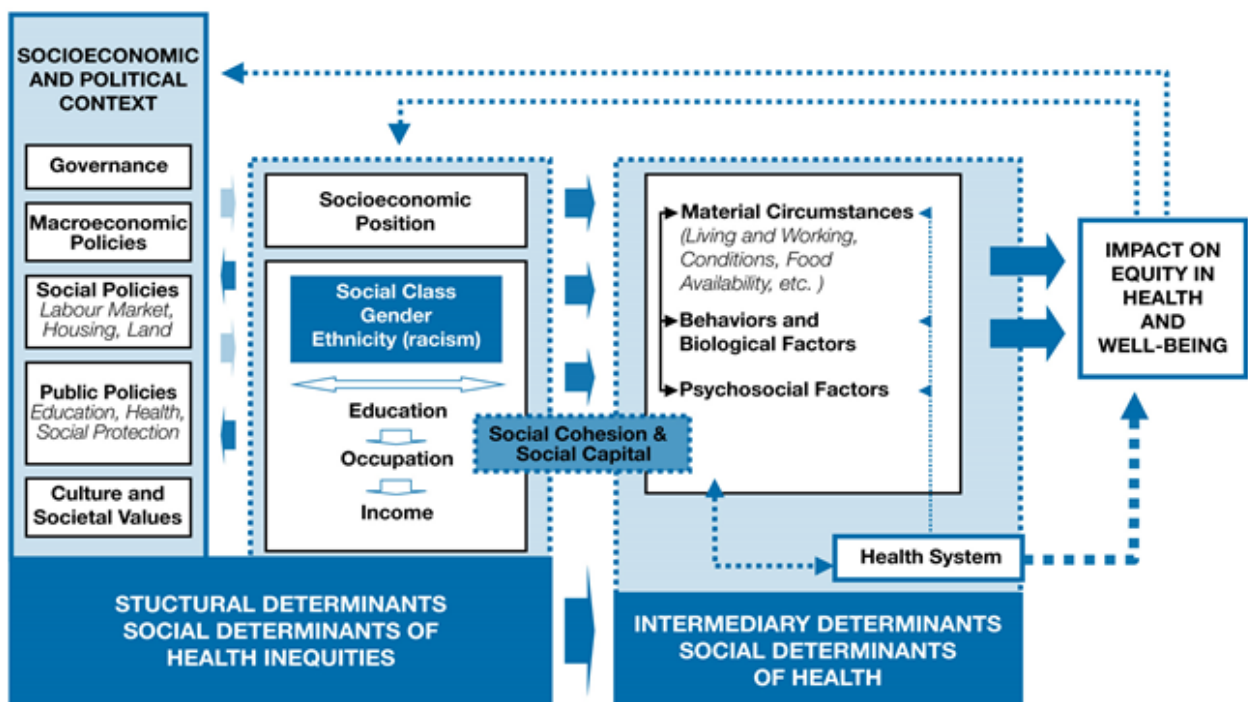 SOCIOECONOMIC
AND POLITICAL
CONTEXT
Governance
Macroeconomic
Policies
Social Policies
Labour Market,
Housing, Land
Public Policies
Education, Health,
Social Protection
Culture and
Societal Values
Socioeconomic
Position
Social Class
Gender
Ethnicity (racism)
Education
Occupation
Income
Social Cohesion &
Social Capital
Material Circumstances
(Living and Working,
Conditions, Food
Availability, etc. )
Behaviors and
Biological Factors
Psychosocial Factors
Health System
IMPACT ON
EQUITY IN
HEALTH
AND
WELL-BEING
STUCTURAL DETERMINANTS
SOCIAL DETERMINANTS OF
HEALTH INEQUITIES
INTERMEDIARY DETERMINANTS
SOCIAL DETERMINANTS
OF HEALTH